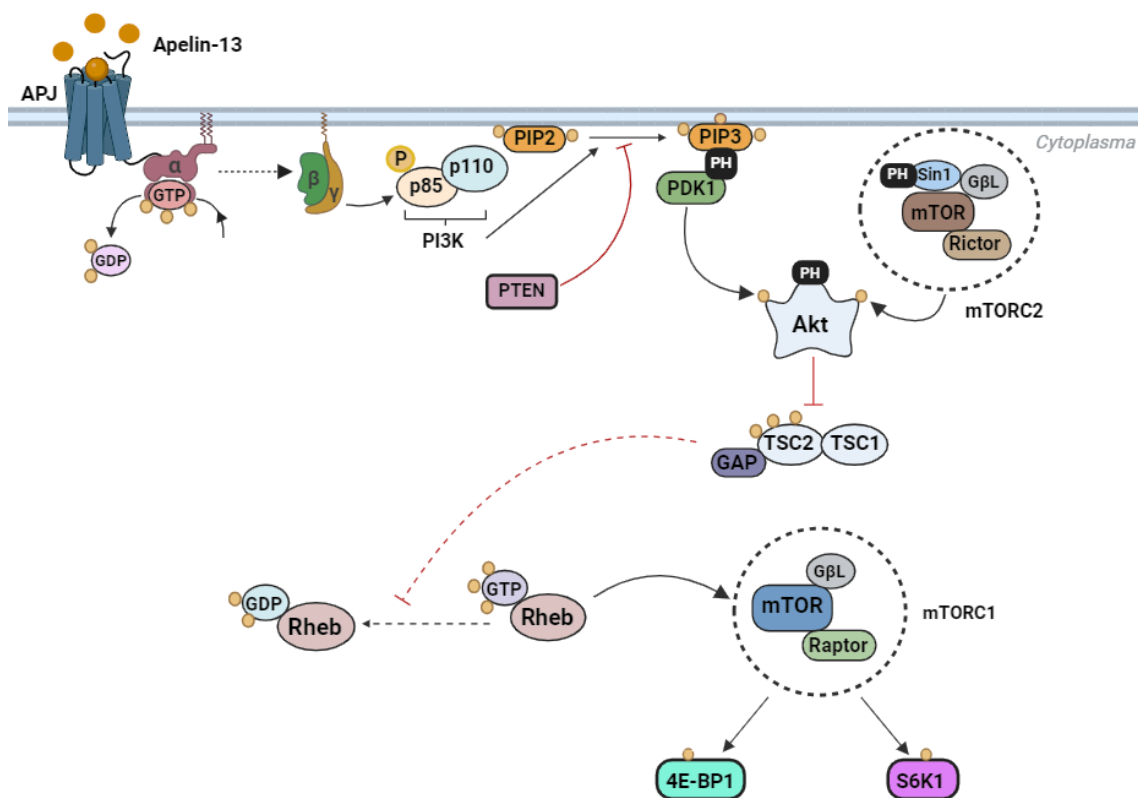 Apelin-13
APJ
α
GTP
GDP
β
γ
P
p85
p110
PI3K
PIP2
PIP3
PH
PDK1
PTEN
Cytoplasma
PH
Sin1
GβL
mTOR
Rictor
mTORC2
PH
Akt
TSC2
TSC1
GAP
GDP
Rheb
GTP
Rheb
GβL
mTOR
Raptor
mTORC1
4E-BP1
S6K1